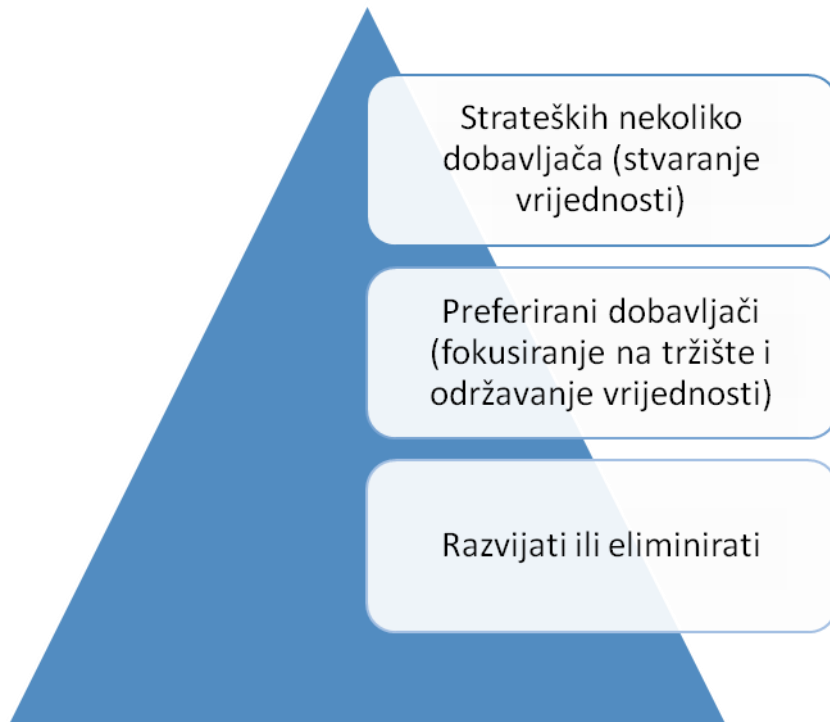 Strateških nekoliko
dobavljača (stvaranje
vrijednosti)
Preferirani dobavljači
(fokusiranje na tržište i
održavanje vrijednosti)
Razvijati ili eliminirati